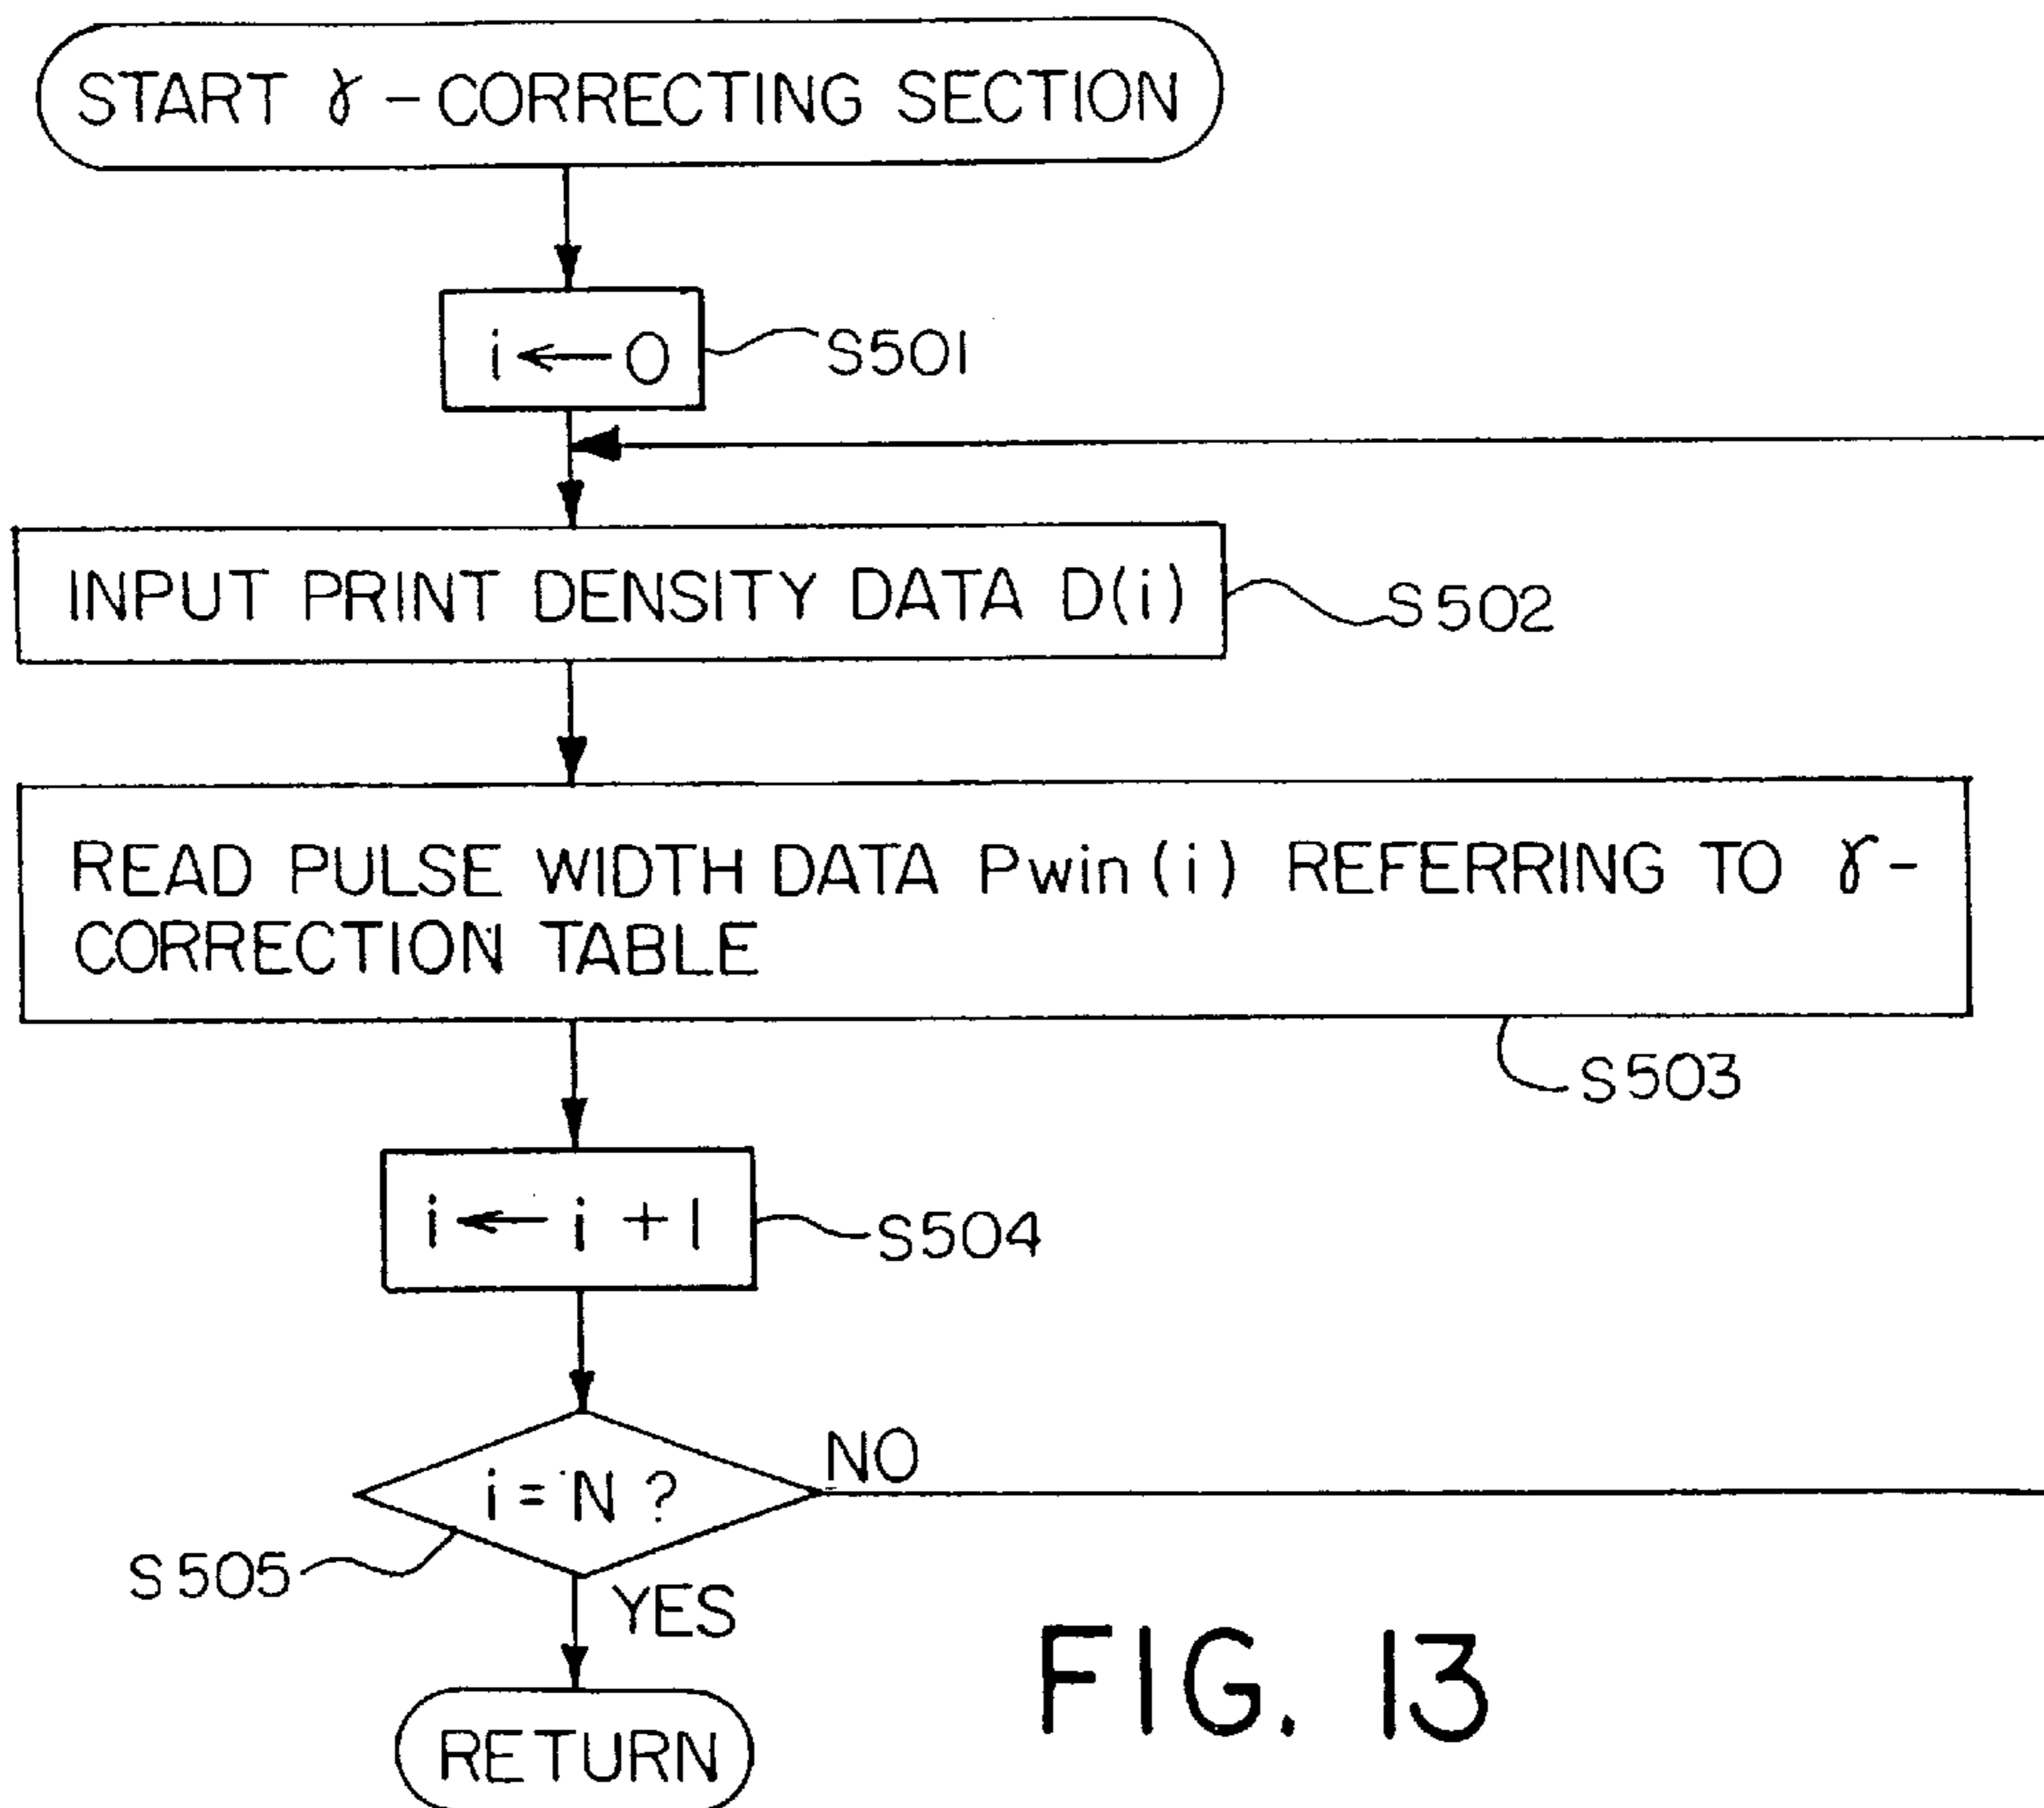 START γ-CORRECTING SECTION
i ← 0
S501
INPUT PRINT DENSITY DATA D(i)
S502
READ PULSE WIDTH DATA Pwin(i) REFERRING TO γ-
CORRECTION TABLE
S503
i ← i + 1
S504
i = N ?
NO
S505
YES
RETURN
FIG. 13